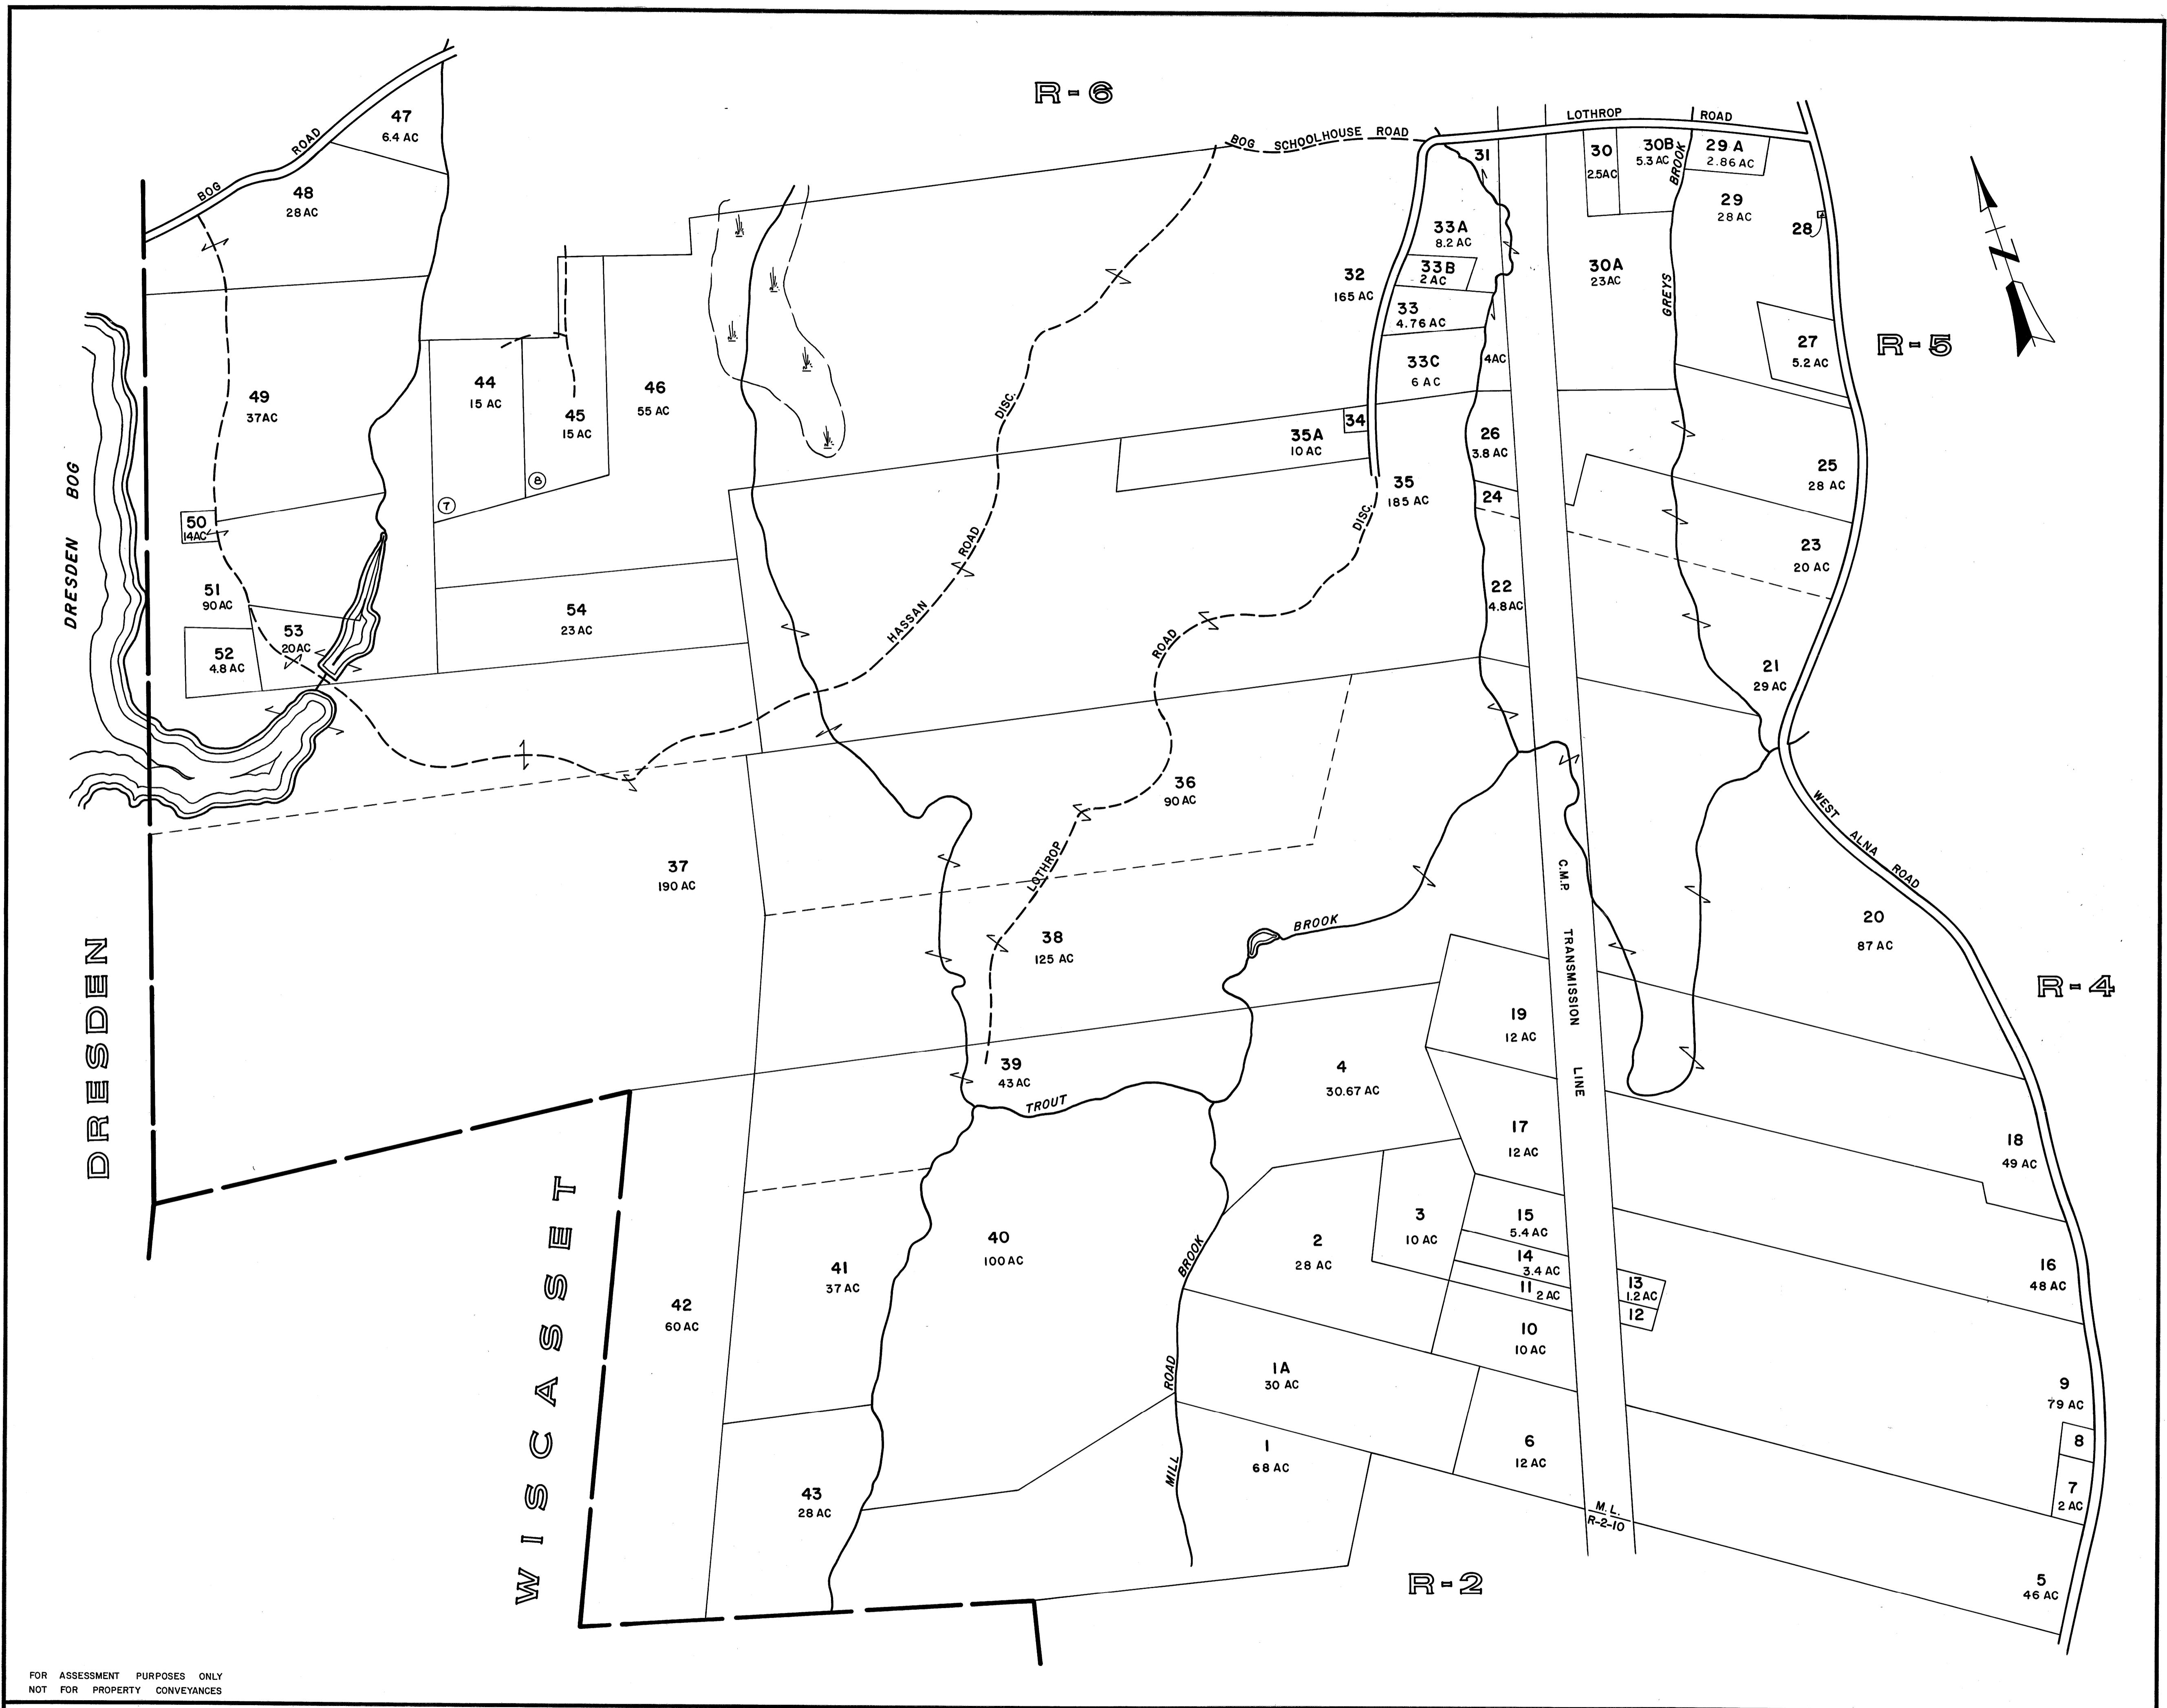 R-6
BOG ROAD
47
6.4 AC
48
28 AC
BOG SCHOOLHOUSE ROAD
LOTHROP ROAD
31
30
2.5AC
30B
5.3 AC
BROOK
29 A
2.86 AC
29
28 AC
28
33A
8.2 AC
33B
2 AC
32
165 AC
33
4.76 AC
33C
6 AC
4AC
30A
23AC
GREYS
N
27
5.2 AC
R-5
49
37AC
44
15 AC
45
15 AC
46
55 AC
DISC.
34
35A
10 AC
26
3.8 AC
25
28 AC
DRESDEN BOG
7
8
50
14AC
35
185 AC
24
DISC.
23
20 AC
HASSAN ROAD
51
90 AC
54
23 AC
22
4.8AC
53
20AC
52
4.8 AC
ROAD
21
29 AC
36
90 AC
WEST ALNA ROAD
37
190 AC
LOTHROP
C.M.P. TRANSMISSION LINE
20
87 AC
BROOK
38
125 AC
R-4
DRESDEN
19
12 AC
39
43 AC
4
30.67 AC
TROUT
17
12 AC
18
49 AC
WISCASSET
3
10 AC
15
5.4 AC
40
100 AC
2
28 AC
14
3.4 AC
BROOK
41
37 AC
11
2 AC
13
1.2 AC
16
48 AC
42
60 AC
12
10
10 AC
1A
30 AC
ROAD
9
79 AC
8
6
12 AC
1
68 AC
MILL
7
2 AC
43
28 AC
M. L.
R-2-10
R-2
5
46 AC
FOR ASSESSMENT PURPOSES ONLY
NOT FOR PROPERTY CONVEYANCES